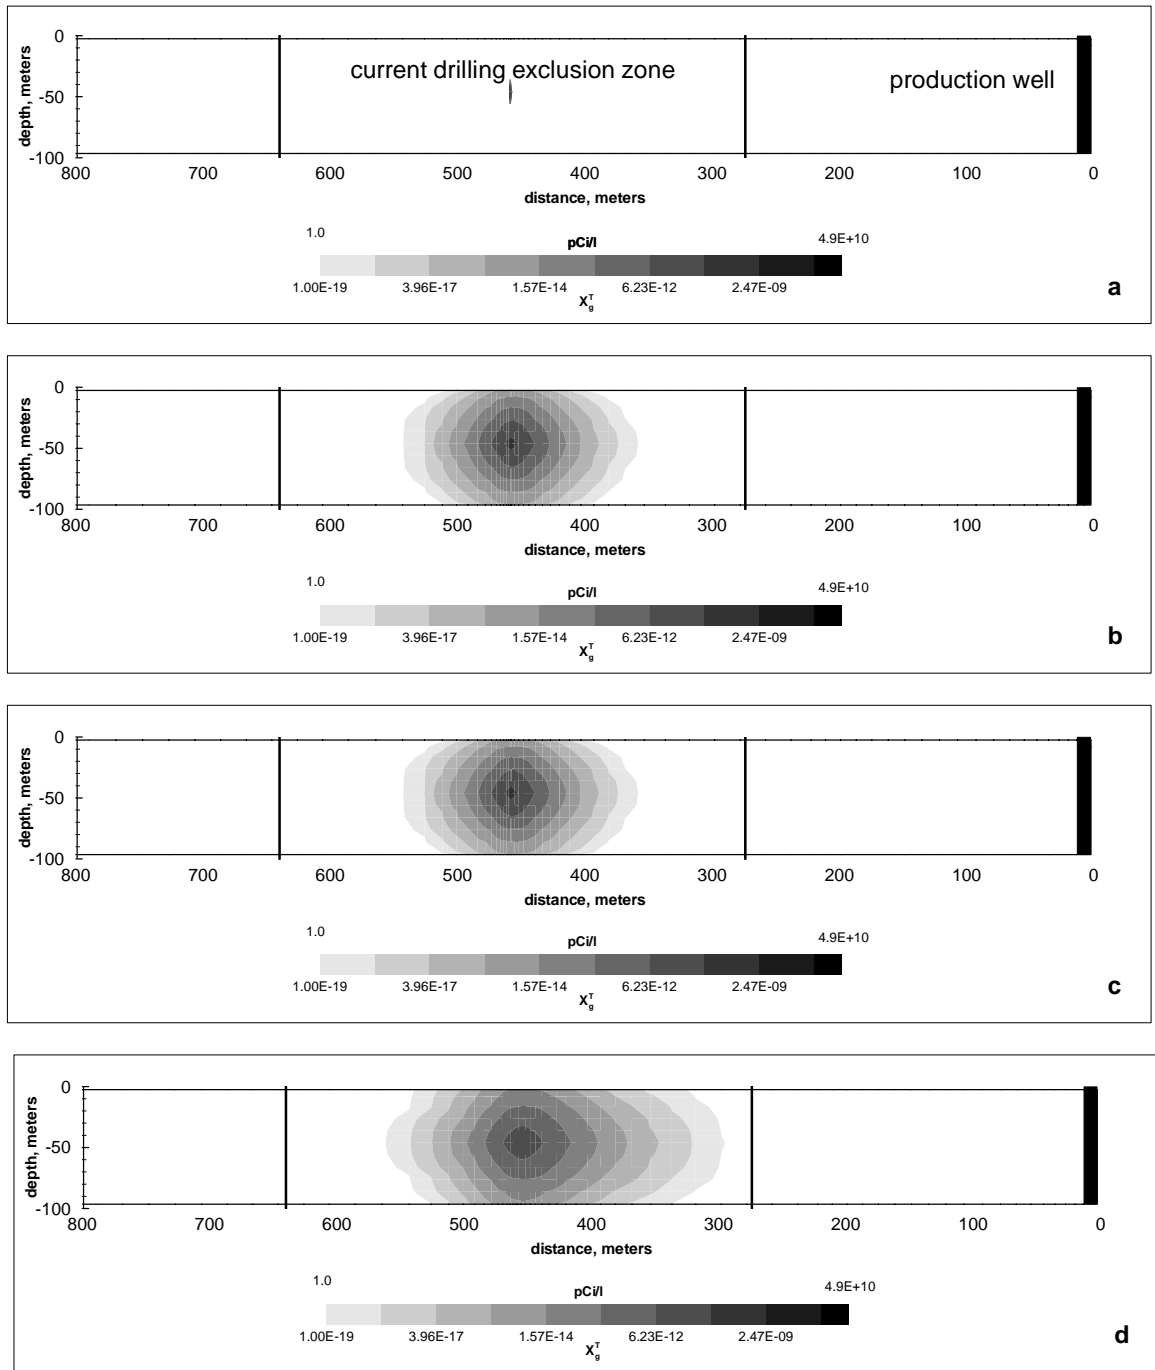 0
-50
-100
depth, meters
current drilling exclusion zone
production well
800 700 600 500 400 300 200 100 0
distance, meters
1.0 pCi/l 4.9E+10
1.00E-19 3.96E-17 1.57E-14 6.23E-12 2.47E-09
X_g^T
a
0
-50
-100
depth, meters
800 700 600 500 400 300 200 100 0
distance, meters
1.0 pCi/l 4.9E+10
1.00E-19 3.96E-17 1.57E-14 6.23E-12 2.47E-09
X_g^T
b
0
-50
-100
depth, meters
800 700 600 500 400 300 200 100 0
distance, meters
1.0 pCi/l 4.9E+10
1.00E-19 3.96E-17 1.57E-14 6.23E-12 2.47E-09
X_g^T
c
0
-50
-100
depth, meters
800 700 600 500 400 300 200 100 0
distance, meters
1.0 pCi/l 4.9E+10
1.00E-19 3.96E-17 1.57E-14 6.23E-12 2.47E-09
X_g^T
d